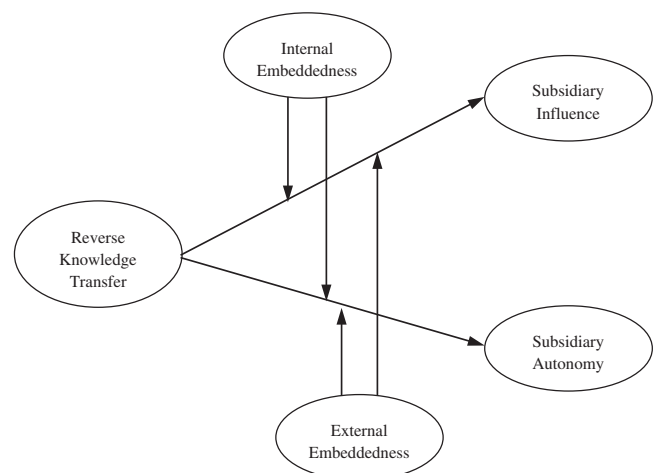 Internal
Embeddedness
Subsidiary
Influence
Reverse
Knowledge
Transfer
Subsidiary
Autonomy
External
Embeddedness